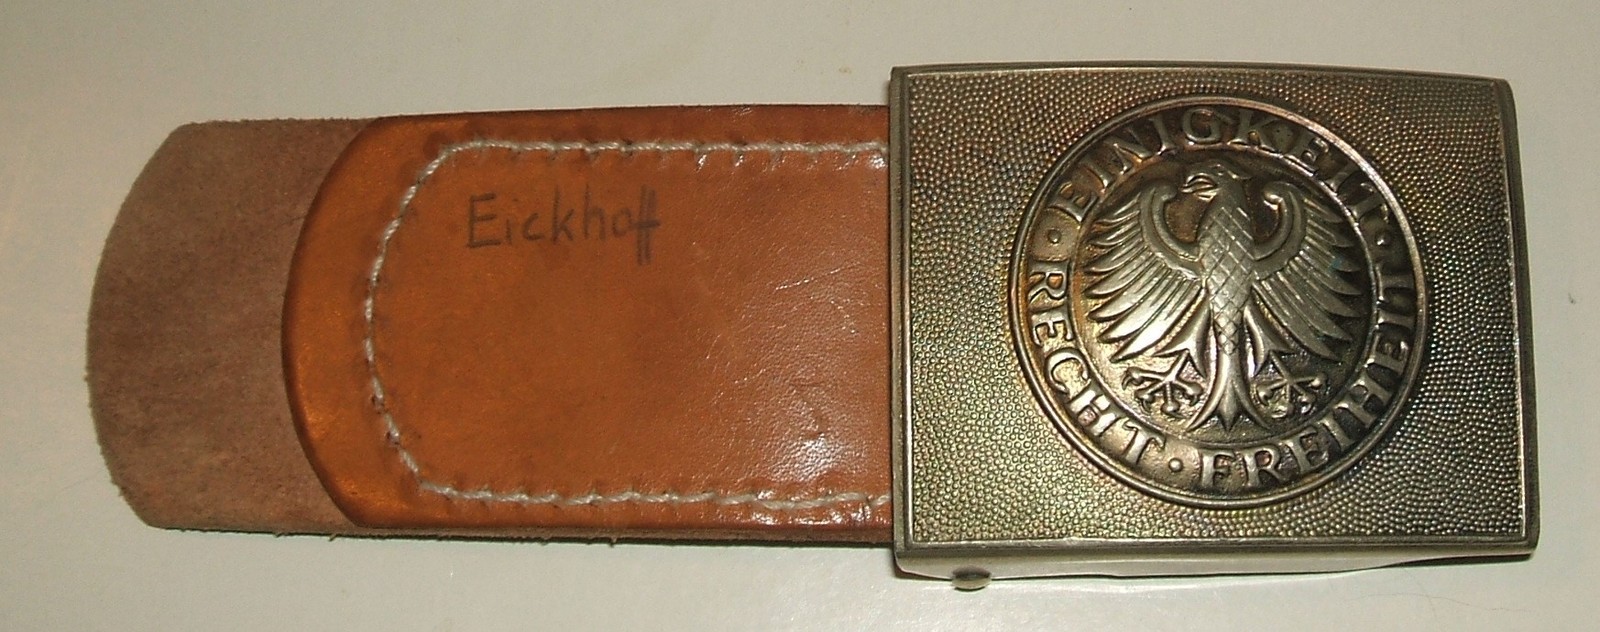 Eickhoff
EINIGKEIT · RECHT · FREIHEIT ·